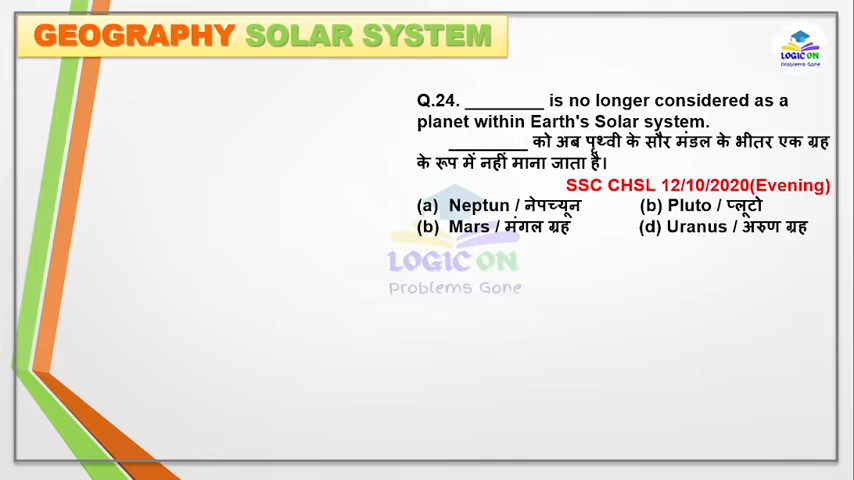 GEOGRAPHY SOLAR SYSTEM
LOGIC ON
Problems Gone
Q.24. ________ is no longer considered as a
planet within Earth's Solar system.
________ को अब पृथ्वी के सौर मंडल के भीतर एक ग्रह
के रूप में नहीं माना जाता है।
SSC CHSL 12/10/2020(Evening)
(a) Neptun / नेपच्यून (b) Pluto / प्लूटो
(b) Mars / मंगल ग्रह (d) Uranus / अरुण ग्रह
LOGIC ON
Problems Gone